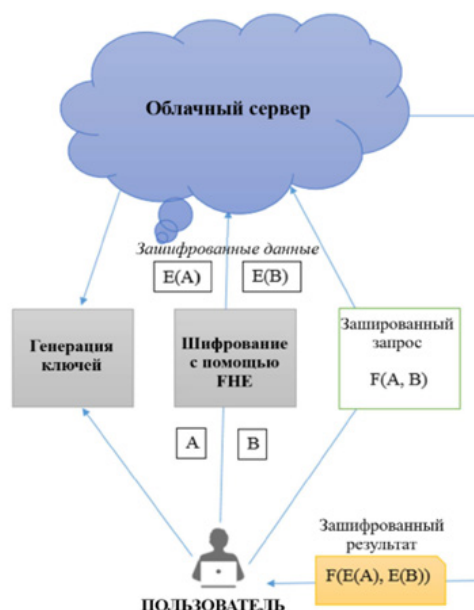 Облачный сервер
Зашифрованные данные
E(A)
E(B)
Генерация
ключей
Шифрование
с помощью
FHE
Зашированный
запрос
F(A, B)
A
B
Зашифрованный
результат
F(E(A), E(B))
ПОЛЬЗОВАТЕЛЬ